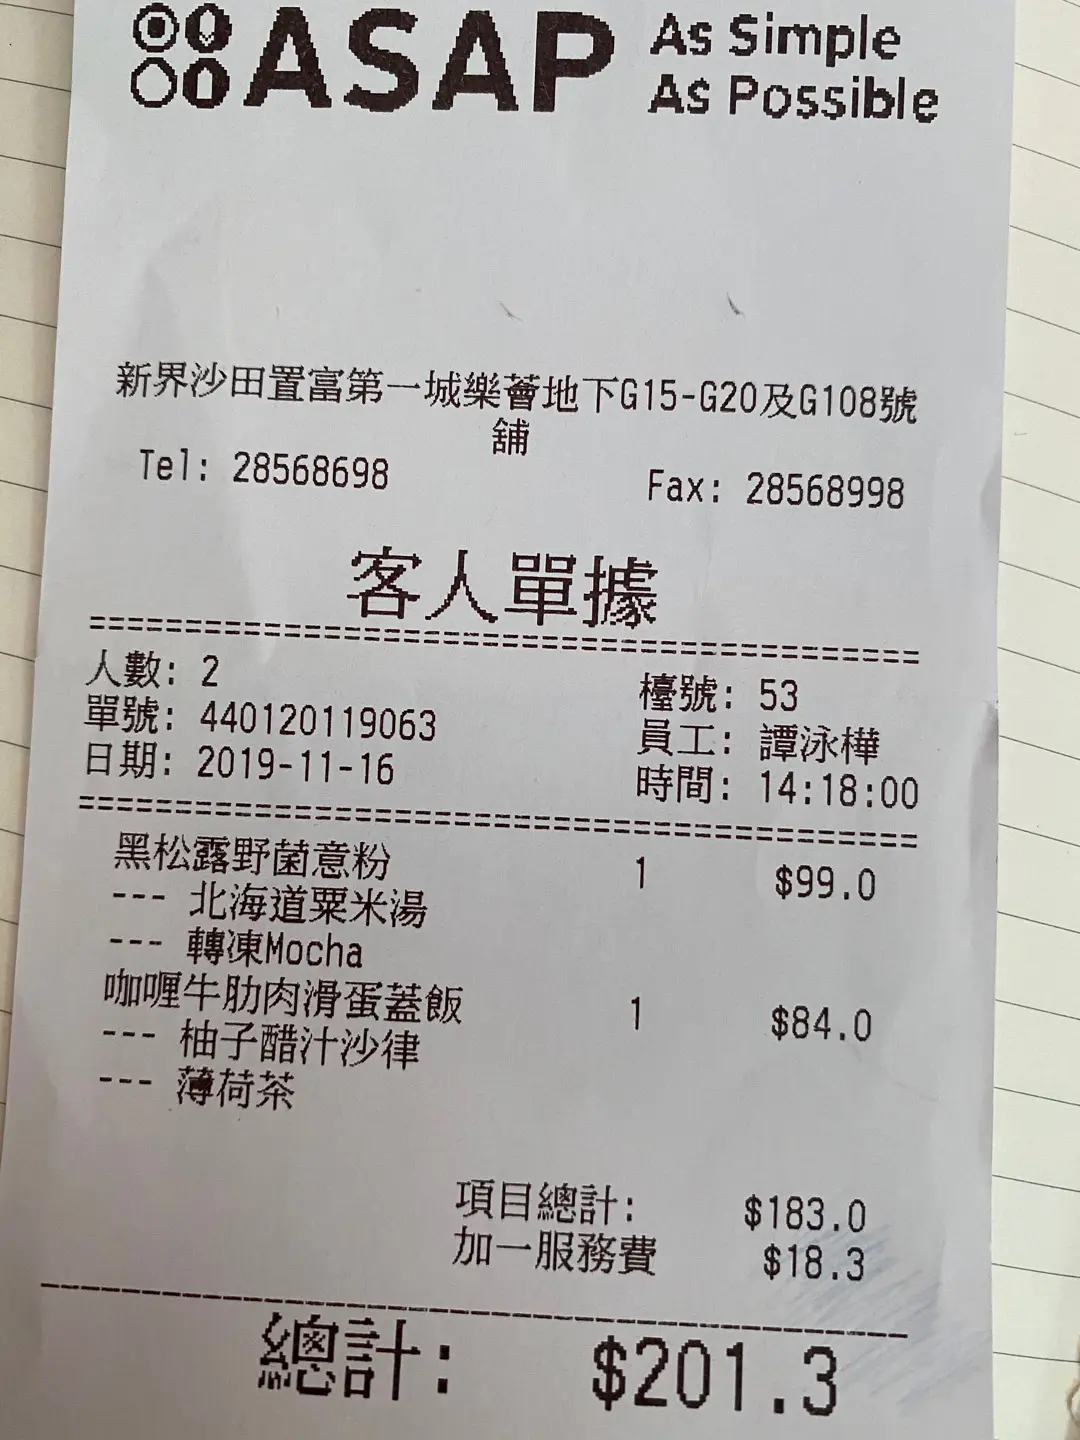 ASAP As Simple
As Possible
新界沙田置富第一城樂薈地下G15-G20及G108號
舖
Tel: 28568698 Fax: 28568998
客人單據
人數: 2 檯號: 53
單號: 440120119063 員工: 譚泳樺
日期: 2019-11-16 時間: 14:18:00
黑松露野菌意粉 1 $99.0
--- 北海道粟米湯
--- 轉凍Mocha
咖喱牛肋肉滑蛋蓋飯 1 $84.0
--- 柚子醋汁沙律
--- 薄荷茶
項目總計: $183.0
加一服務費 $18.3
總計: $201.3